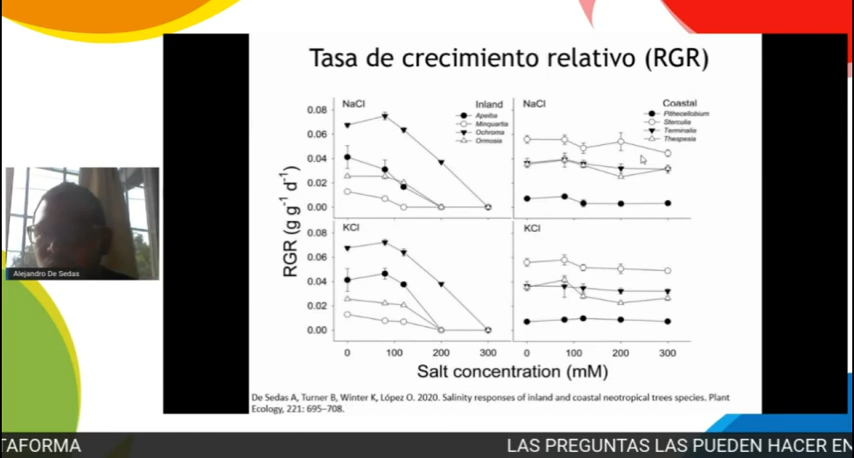 Tasa de crecimiento relativo (RGR)
NaCl
Inland
Apeiba
Minquartia
Ochroma
Ormosia
NaCl
Coastal
Pithecellobium
Sterculia
Terminalia
Thespesia
0.08
0.06
0.04
0.02
0.00
KCl
KCl
0.08
0.06
0.04
0.02
0.00
RGR (g g-1 d-1)
0 100 200 300 0 100 200 300
Salt concentration (mM)
De Sedas A, Turner B, Winter K, López O. 2020. Salinity responses of inland and coastal neotropical trees species. Plant
Ecology, 221: 695–708.
Alejandro De Sedas
TAFORMA
LAS PREGUNTAS LAS PUEDEN HACER EN